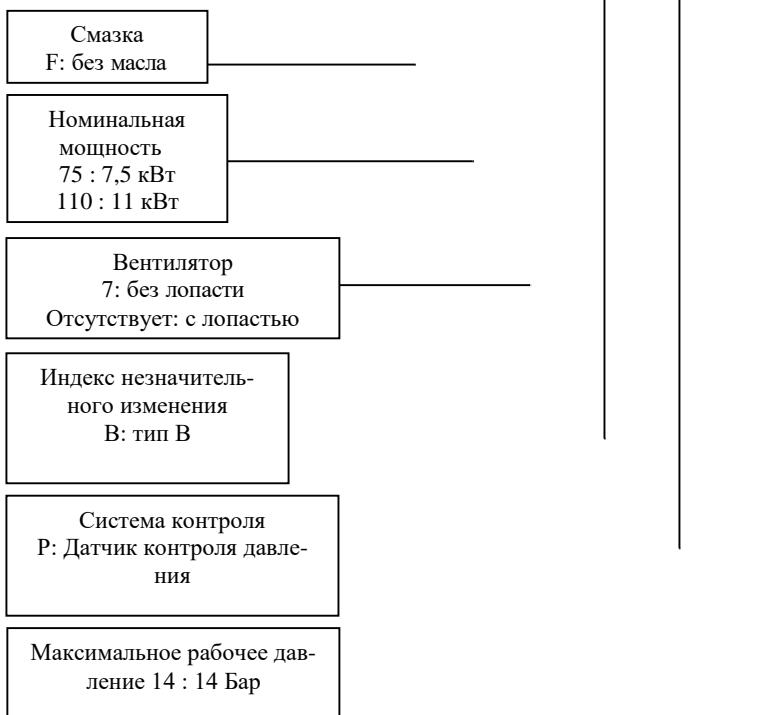 Смазка
F: без масла
Номинальная
мощность
75 : 7,5 кВт
110 : 11 кВт
Вентилятор
7: без лопасти
Отсутствует: с лопастью
Индекс незначитель-
ного изменения
В: тип В
Система контроля
Р: Датчик контроля давле-
ния
Максимальное рабочее дав-
ление 14 : 14 Бар